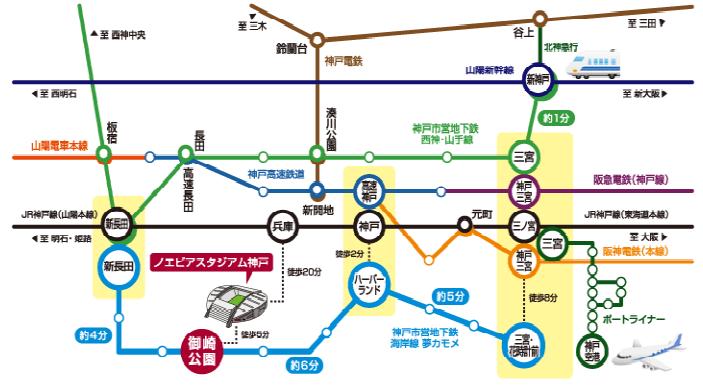 ▲至 西神中央
至 三木
鈴蘭台
神戸電鉄
谷上
北神急行
至 三田
山陽新幹線
新神戸
◀至 西明石
至 新大阪▶
約1分
板宿
長田
湊川公園
神戸市営地下鉄
西神・山手線
山陽電車本線
三宮
高速長田
神戸高速鉄道
新開地
高速
神戸
神戸
三宮
阪急電鉄(神戸線)
JR神戸線(山陽本線)
新長田
兵庫
神戸
元町
三ノ宮
JR神戸線(東海道本線)
◀至 明石・姫路
至 大阪▶
三宮
新長田
ノエビアスタジアム神戸
徒歩20分
徒歩2分
神戸
三宮
阪神電鉄(本線)
ハーバー
ランド
約5分
徒歩8分
ポートライナー
約4分
御崎
公園
徒歩5分
約6分
神戸市営地下鉄
海岸線 夢カモメ
三宮・
花時計前
神戸
空港